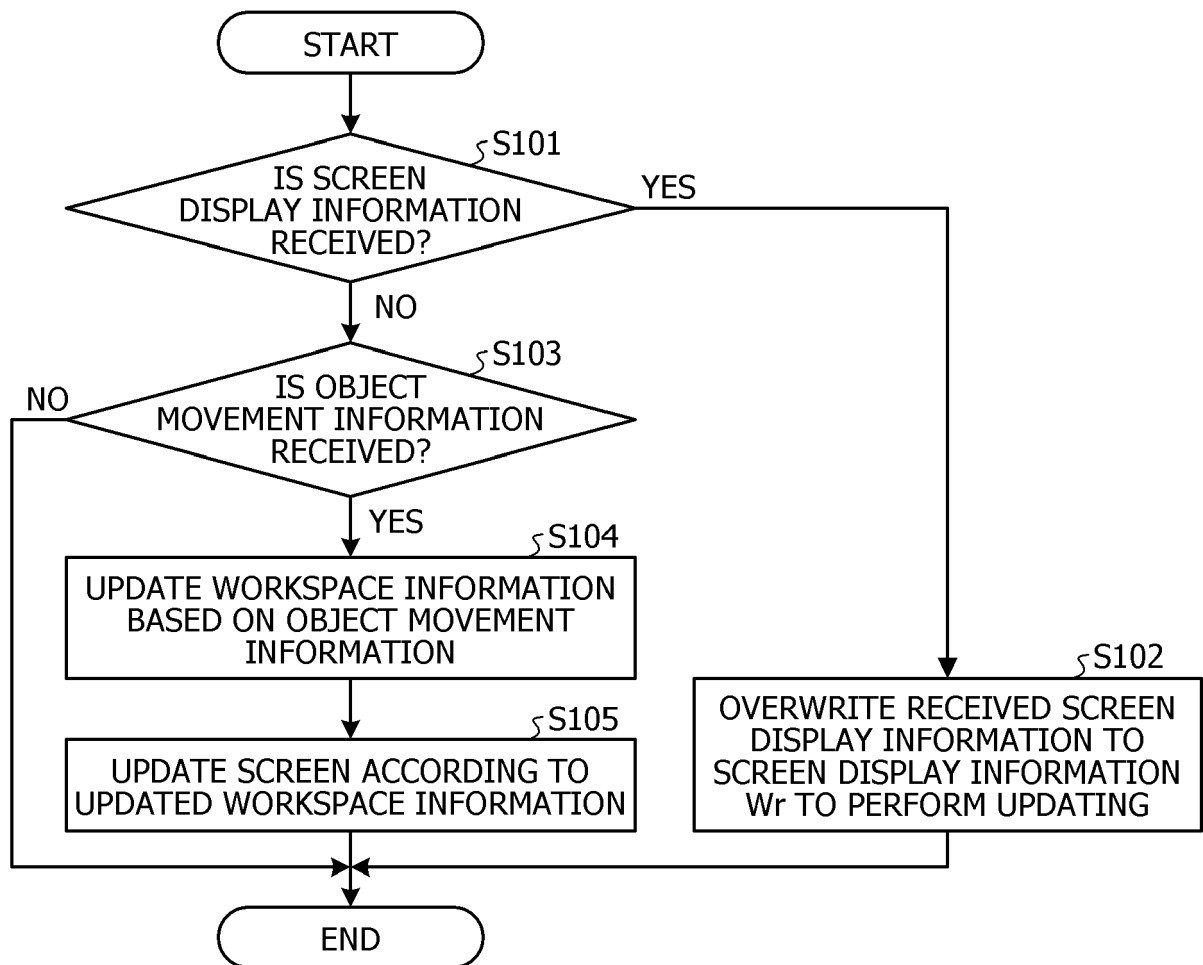 START
S101
IS SCREEN
DISPLAY INFORMATION
RECEIVED?
YES
NO
S103
IS OBJECT
MOVEMENT INFORMATION
RECEIVED?
NO
YES
S104
UPDATE WORKSPACE INFORMATION
BASED ON OBJECT MOVEMENT
INFORMATION
S102
OVERWRITE RECEIVED SCREEN
DISPLAY INFORMATION TO
SCREEN DISPLAY INFORMATION
Wr TO PERFORM UPDATING
S105
UPDATE SCREEN ACCORDING TO
UPDATED WORKSPACE INFORMATION
END